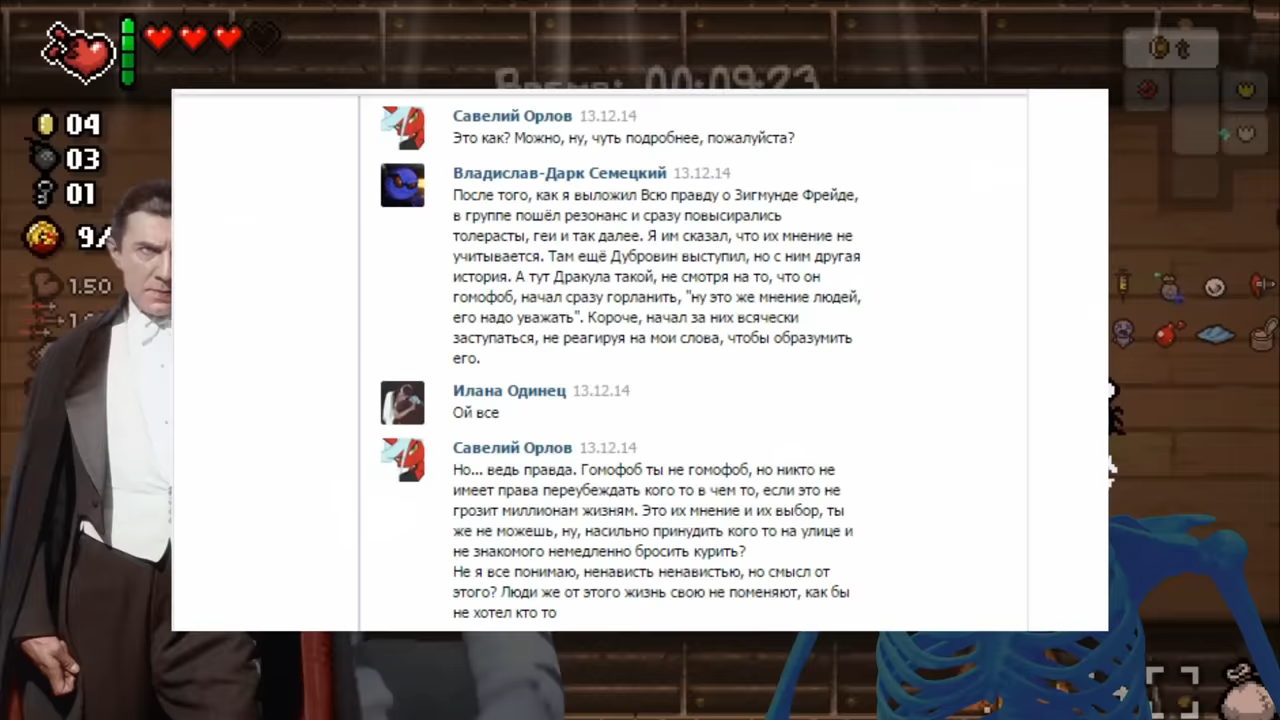 Время: 00:09:23
04
03
01
9/
1.50
Савелий Орлов 13.12.14
Это как? Можно, ну, чуть подробнее, пожалуйста?
Владислав-Дарк Семецкий 13.12.14
После того, как я выложил Всю правду о Зигмунде Фрейде,
в группе пошёл резонанс и сразу повысирались
толерасты, геи и так далее. Я им сказал, что их мнение не
учитывается. Там ещё Дубровин выступил, но с ним другая
история. А тут Дракула такой, не смотря на то, что он
гомофоб, начал сразу горланить, "ну это же мнение людей,
его надо уважать". Короче, начал за них всячески
заступаться, не реагируя на мои слова, чтобы образумить
его.
Илана Одинец 13.12.14
Ой все
Савелий Орлов 13.12.14
Но... ведь правда. Гомофоб ты не гомофоб, но никто не
имеет права переубеждать кого то в чем то, если это не
грозит миллионам жизням. Это их мнение и их выбор, ты
же не можешь, ну, насильно принудить кого то на улице и
не знакомого немедленно бросить курить?
Не я все понимаю, ненависть ненавистью, но смысл от
этого? Люди же от этого жизнь свою не поменяют, как бы
не хотел кто то